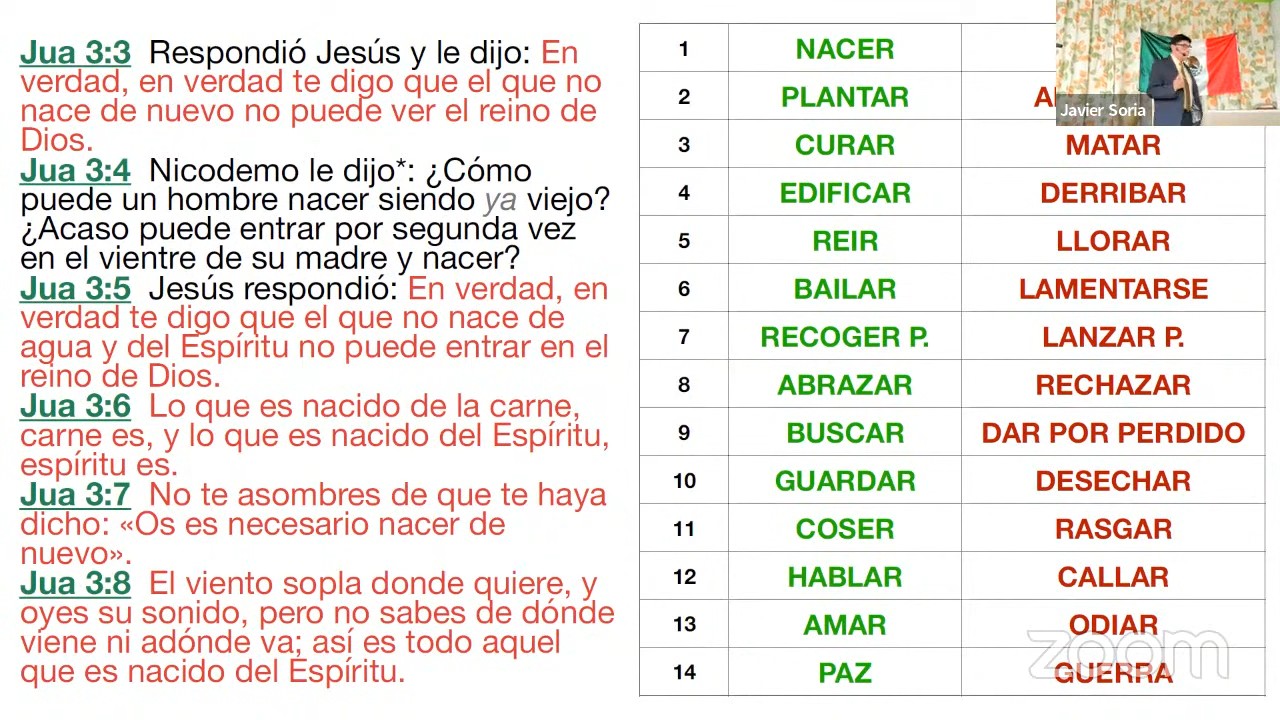 Jua 3:3 Respondió Jesús y le dijo: En
verdad, en verdad te digo que el que no
nace de nuevo no puede ver el reino de
Dios.
Jua 3:4 Nicodemo le dijo*: ¿Cómo
puede un hombre nacer siendo ya viejo?
¿Acaso puede entrar por segunda vez
en el vientre de su madre y nacer?
Jua 3:5 Jesús respondió: En verdad, en
verdad te digo que el que no nace de
agua y del Espíritu no puede entrar en el
reino de Dios.
Jua 3:6 Lo que es nacido de la carne,
carne es, y lo que es nacido del Espíritu,
espíritu es.
Jua 3:7 No te asombres de que te haya
dicho: «Os es necesario nacer de
nuevo».
Jua 3:8 El viento sopla donde quiere, y
oyes su sonido, pero no sabes de dónde
viene ni adónde va; así es todo aquel
que es nacido del Espíritu.
1 NACER
2 PLANTAR
3 CURAR MATAR
4 EDIFICAR DERRIBAR
5 REIR LLORAR
6 BAILAR LAMENTARSE
7 RECOGER P. LANZAR P.
8 ABRAZAR RECHAZAR
9 BUSCAR DAR POR PERDIDO
10 GUARDAR DESECHAR
11 COSER RASGAR
12 HABLAR CALLAR
13 AMAR ODIAR
14 PAZ GUERRA
Javier Soria
zoom